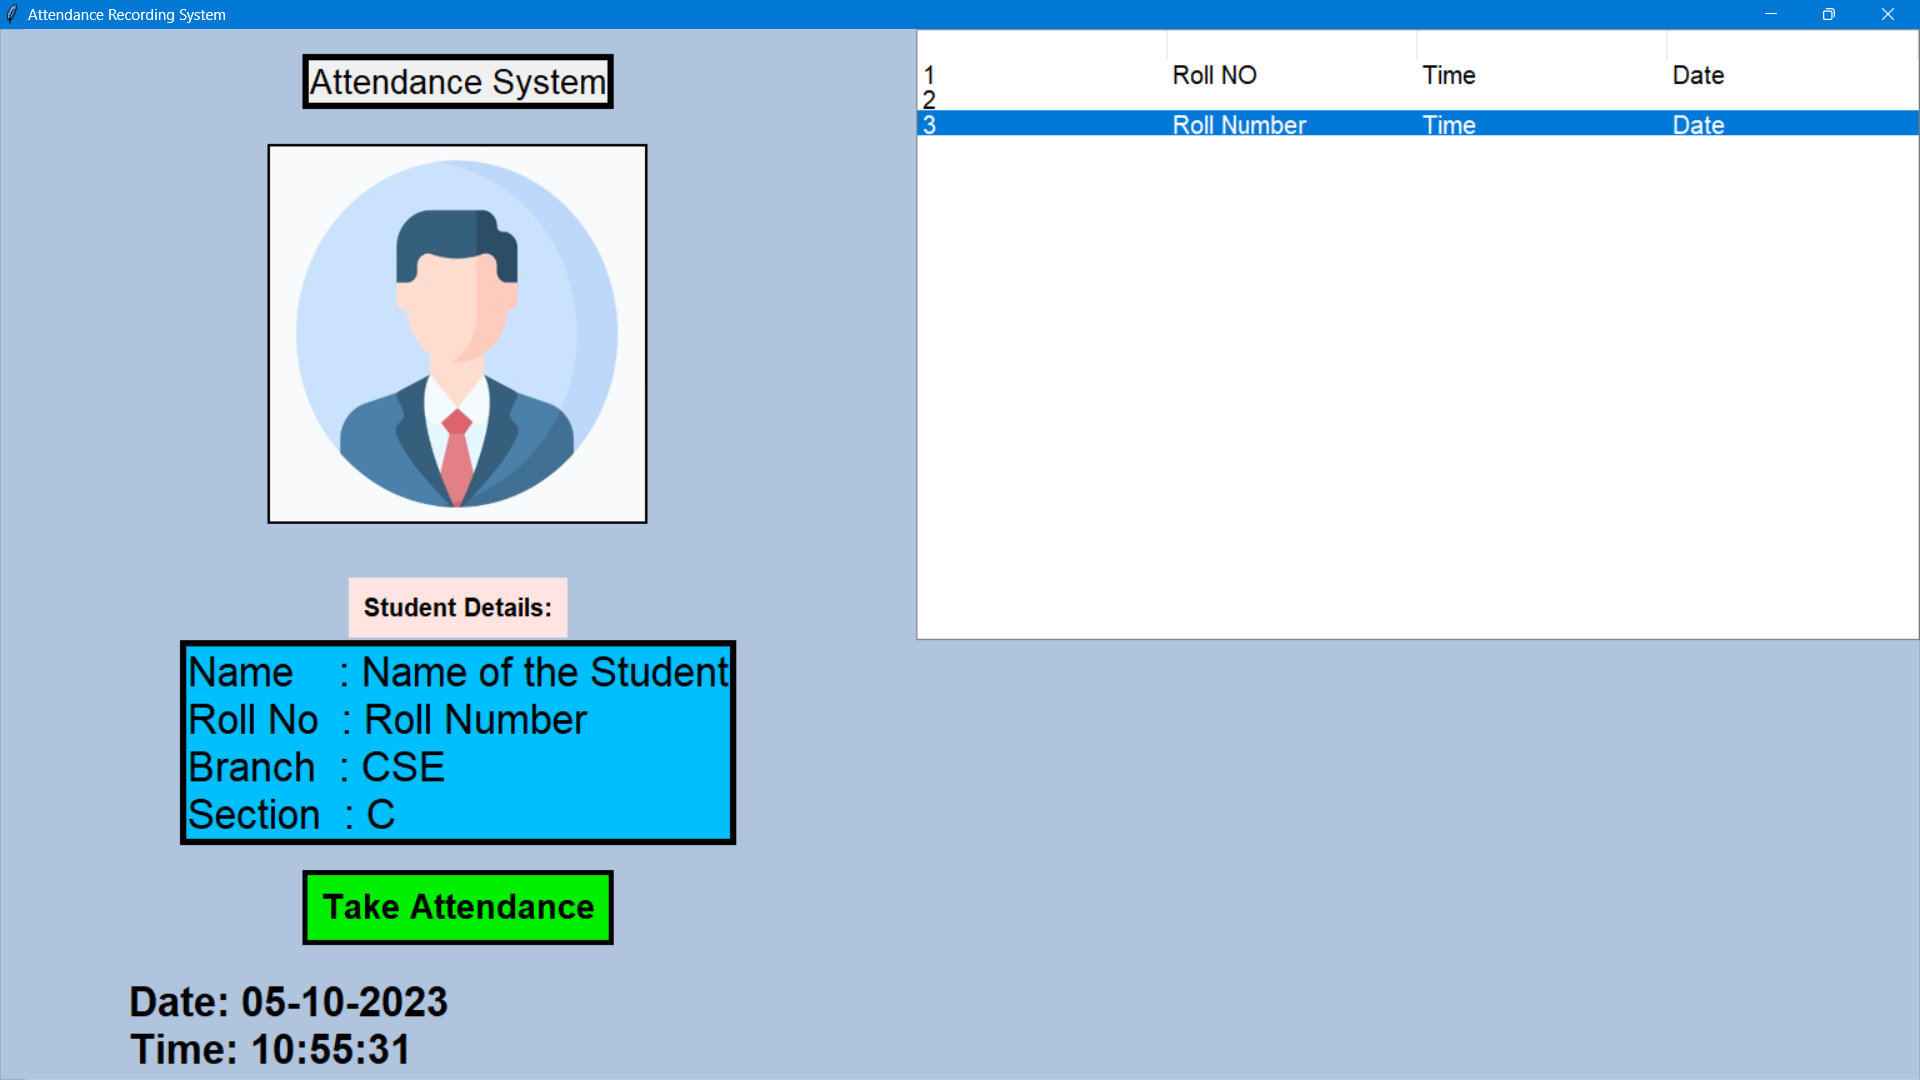 Attendance Recording System
Attendance System
Student Details:
Name : Name of the Student
Roll No : Roll Number
Branch : CSE
Section : C
Take Attendance
Date: 05-10-2023
Time: 10:55:31
1 Roll NO Time Date
2
3 Roll Number Time Date